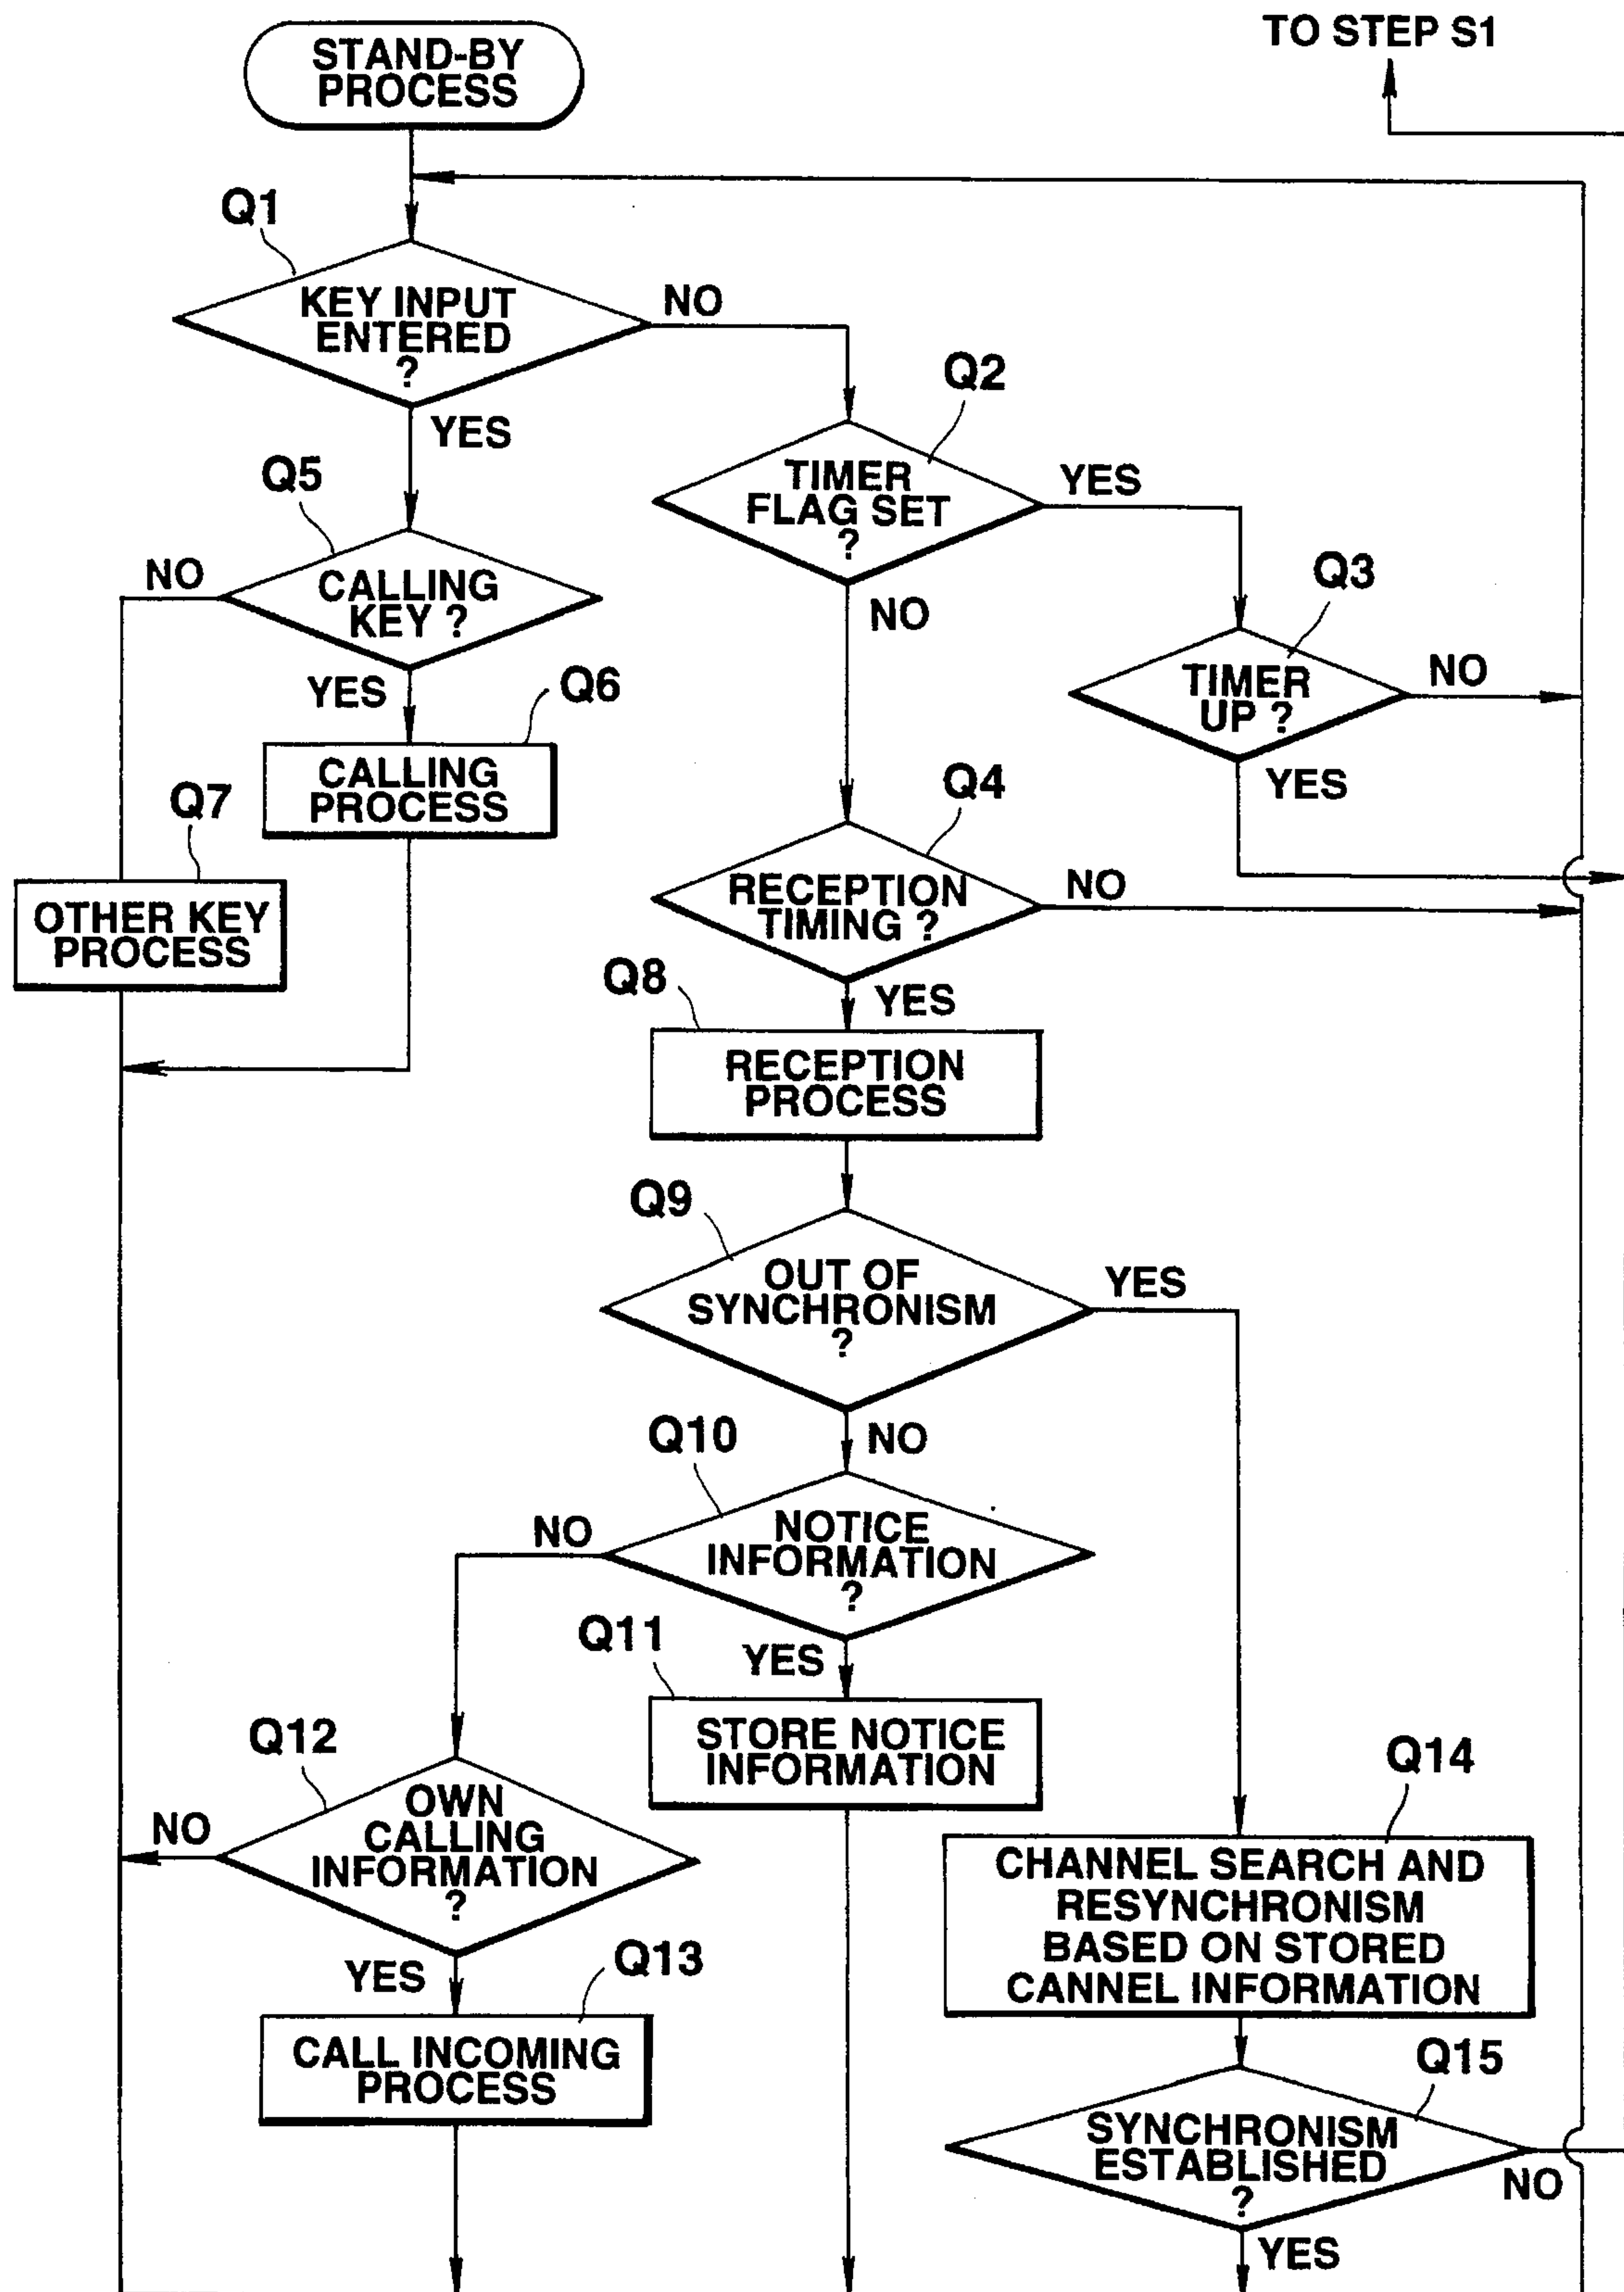 TO STEP S1
STAND-BY
PROCESS
Q1
KEY INPUT
ENTERED
?
NO
YES
Q2
TIMER
FLAG SET
?
YES
NO
Q3
TIMER
UP ?
NO
YES
Q5
CALLING
KEY ?
NO
YES
Q6
CALLING
PROCESS
Q7
OTHER KEY
PROCESS
Q4
RECEPTION
TIMING ?
NO
YES
Q8
RECEPTION
PROCESS
Q9
OUT OF
SYNCHRONISM
?
YES
NO
Q10
NOTICE
INFORMATION
?
NO
YES
Q11
STORE NOTICE
INFORMATION
Q12
OWN
CALLING
INFORMATION
?
NO
YES
Q13
CALL INCOMING
PROCESS
Q14
CHANNEL SEARCH AND
RESYNCHRONISM
BASED ON STORED
CANNEL INFORMATION
Q15
SYNCHRONISM
ESTABLISHED
?
NO
YES